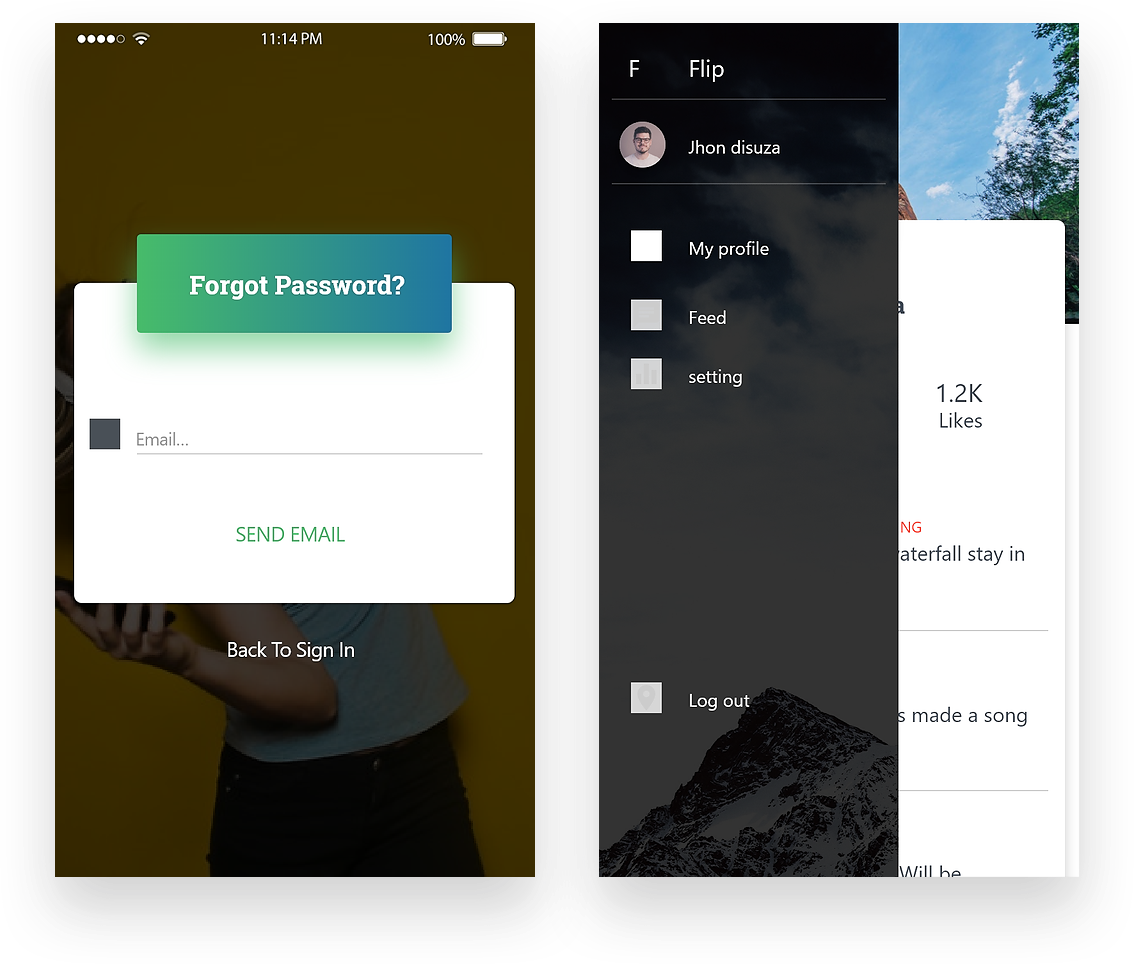 11:14 PM
100%
Forgot Password?
Email...
SEND EMAIL
Back To Sign In
F Flip
Jhon disuza
My profile
Feed
setting
Log out
a
1.2K
Likes
NG
aterfall stay in
s made a song
Will be